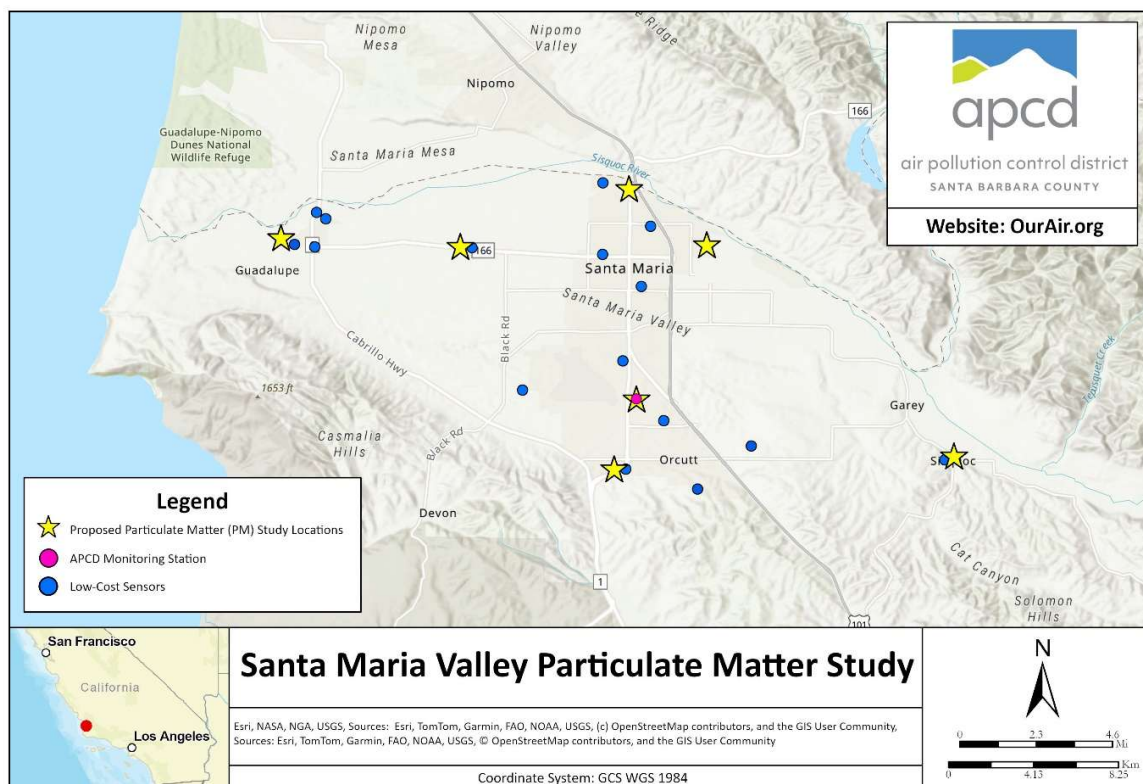 Nipomo
Mesa
Nipomo
Valley
Ridge
Nipomo
166
Guadalupe-Nipomo
Dunes National
Wildlife Refuge
Santa Maria Mesa
Sisquoc River
166
Guadalupe
Santa Maria
Santa Maria Valley
Black Rd
Cabrillo Hwy
1653 ft
Casmalia
Hills
Black Rd
Garey
Tepusquet Creek
Orcutt
Devon
1
Cat Canyon
Solomon
Hills
101
apcd
air pollution control district
SANTA BARBARA COUNTY
Website: OurAir.org
Legend
Proposed Particulate Matter (PM) Study Locations
APCD Monitoring Station
Low-Cost Sensors
San Francisco
California
Los Angeles
Santa Maria Valley Particulate Matter Study
Esri, NASA, NGA, USGS, Sources: Esri, TomTom, Garmin, FAO, NOAA, USGS, (c) OpenStreetMap contributors, and the GIS User Community,
Sources: Esri, TomTom, Garmin, FAO, NOAA, USGS, © OpenStreetMap contributors, and the GIS User Community
Coordinate System: GCS WGS 1984
N
0 2.3 4.6
Mi
Km
0 4.13 8.25